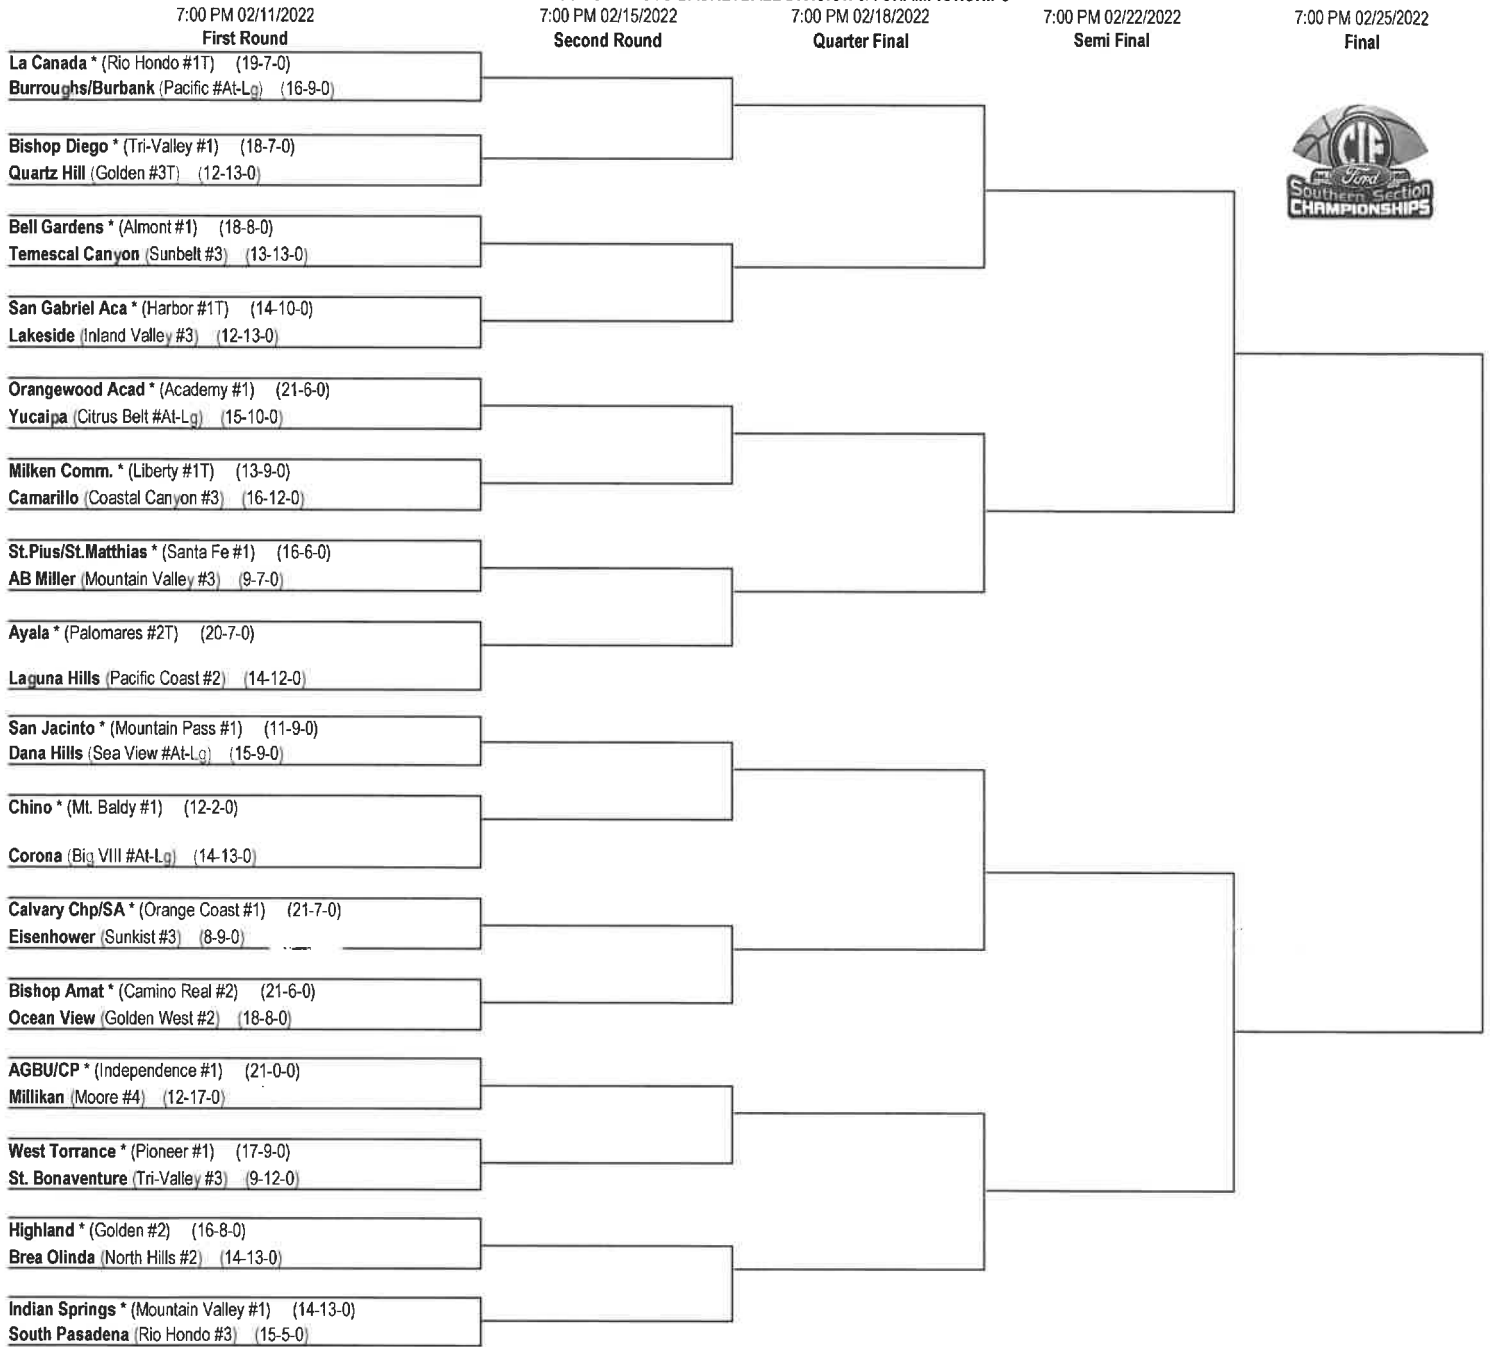 7:00 PM 02/11/2022 7:00 PM 02/15/2022 7:00 PM 02/18/2022 7:00 PM 02/22/2022 7:00 PM 02/25/2022
First Round Second Round Quarter Final Semi Final Final
La Canada * (Rio Hondo #1T) (19-7-0)
Burroughs/Burbank (Pacific #At-Lg) (16-9-0)
Bishop Diego * (Tri-Valley #1) (18-7-0)
Quartz Hill (Golden #3T) (12-13-0)
Bell Gardens * (Almont #1) (18-8-0)
Temescal Canyon (Sunbelt #3) (13-13-0)
San Gabriel Aca * (Harbor #1T) (14-10-0)
Lakeside (Inland Valley #3) (12-13-0)
Orangewood Acad * (Academy #1) (21-6-0)
Yucaipa (Citrus Belt #At-Lg) (15-10-0)
Milken Comm. * (Liberty #1T) (13-9-0)
Camarillo (Coastal Canyon #3) (16-12-0)
St.Pius/St.Matthias * (Santa Fe #1) (16-6-0)
AB Miller (Mountain Valley #3) (9-7-0)
Ayala * (Palomares #2T) (20-7-0)
Laguna Hills (Pacific Coast #2) (14-12-0)
San Jacinto * (Mountain Pass #1) (11-9-0)
Dana Hills (Sea View #At-Lg) (15-9-0)
Chino * (Mt. Baldy #1) (12-2-0)
Corona (Big VIII #At-Lg) (14-13-0)
Calvary Chp/SA * (Orange Coast #1) (21-7-0)
Eisenhower (Sunkist #3) (8-9-0)
Bishop Amat * (Camino Real #2) (21-6-0)
Ocean View (Golden West #2) (18-8-0)
AGBU/CP * (Independence #1) (21-0-0)
Millikan (Moore #4) (12-17-0)
West Torrance * (Pioneer #1) (17-9-0)
St. Bonaventure (Tri-Valley #3) (9-12-0)
Highland * (Golden #2) (16-8-0)
Brea Olinda (North Hills #2) (14-13-0)
Indian Springs * (Mountain Valley #1) (14-13-0)
South Pasadena (Rio Hondo #3) (15-5-0)
CIF
Ford
Southern Section
CHAMPIONSHIPS